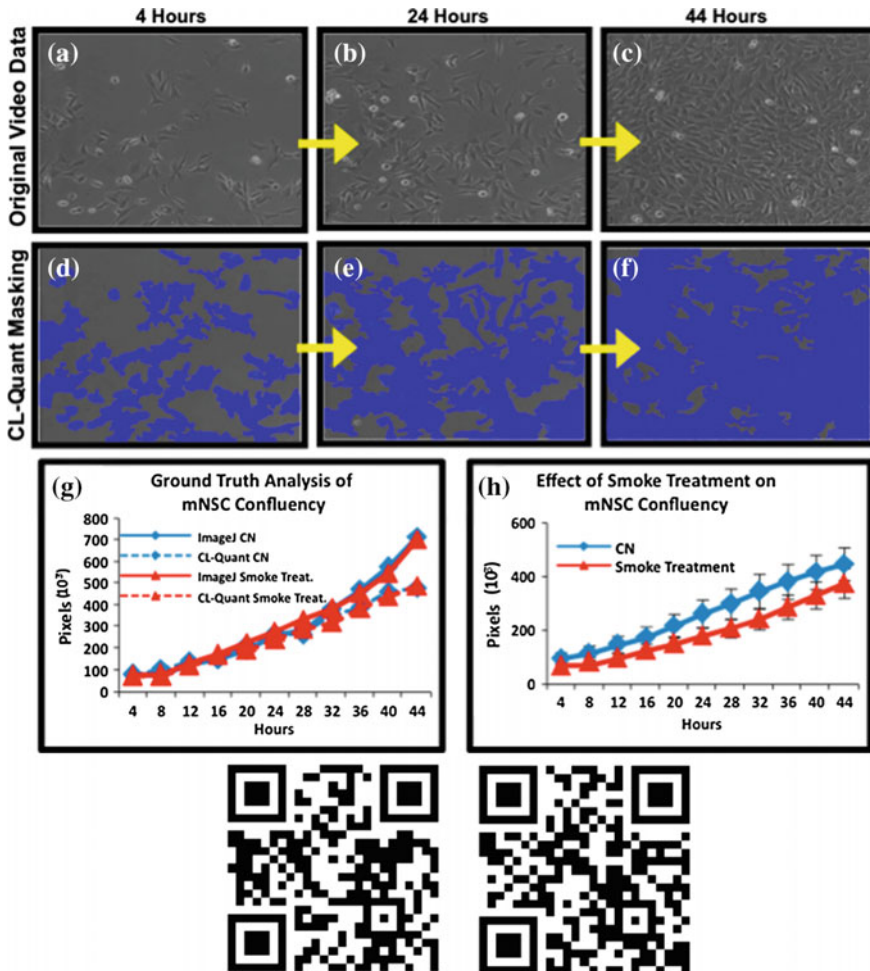 4 Hours 24 Hours 44 Hours
Original Video Data
(a) (b) (c)
CL-Quant Masking
(d) (e) (f)
(g) Ground Truth Analysis of
mNSC Confluency
800
700
600
500
400
300
200
100
0
Pixels (10³)
ImageJ CN
CL-Quant CN
ImageJ Smoke Treat.
CL-Quant Smoke Treat.
4 8 12 16 20 24 28 32 36 40 44
Hours
(h) Effect of Smoke Treatment on
mNSC Confluency
600
400
200
0
Pixels (10³)
CN
Smoke Treatment
4 8 12 16 20 24 28 32 36 40 44
Hours